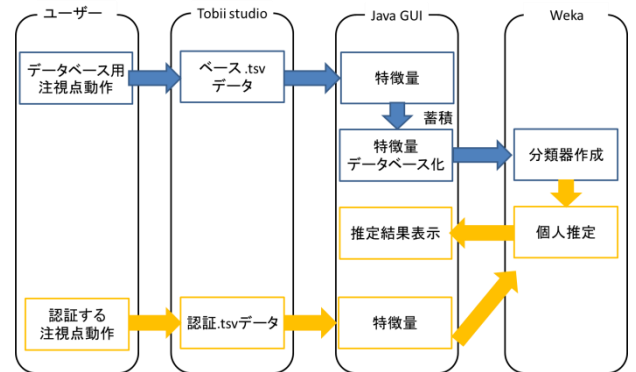 ユーザー
Tobii studio
Java GUI
Weka
データベース用
注視点動作
ベース.tsv
データ
特徴量
蓄積
特徴量
データベース化
分類器作成
推定結果表示
個人推定
認証する
注視点動作
認証.tsvデータ
特徴量